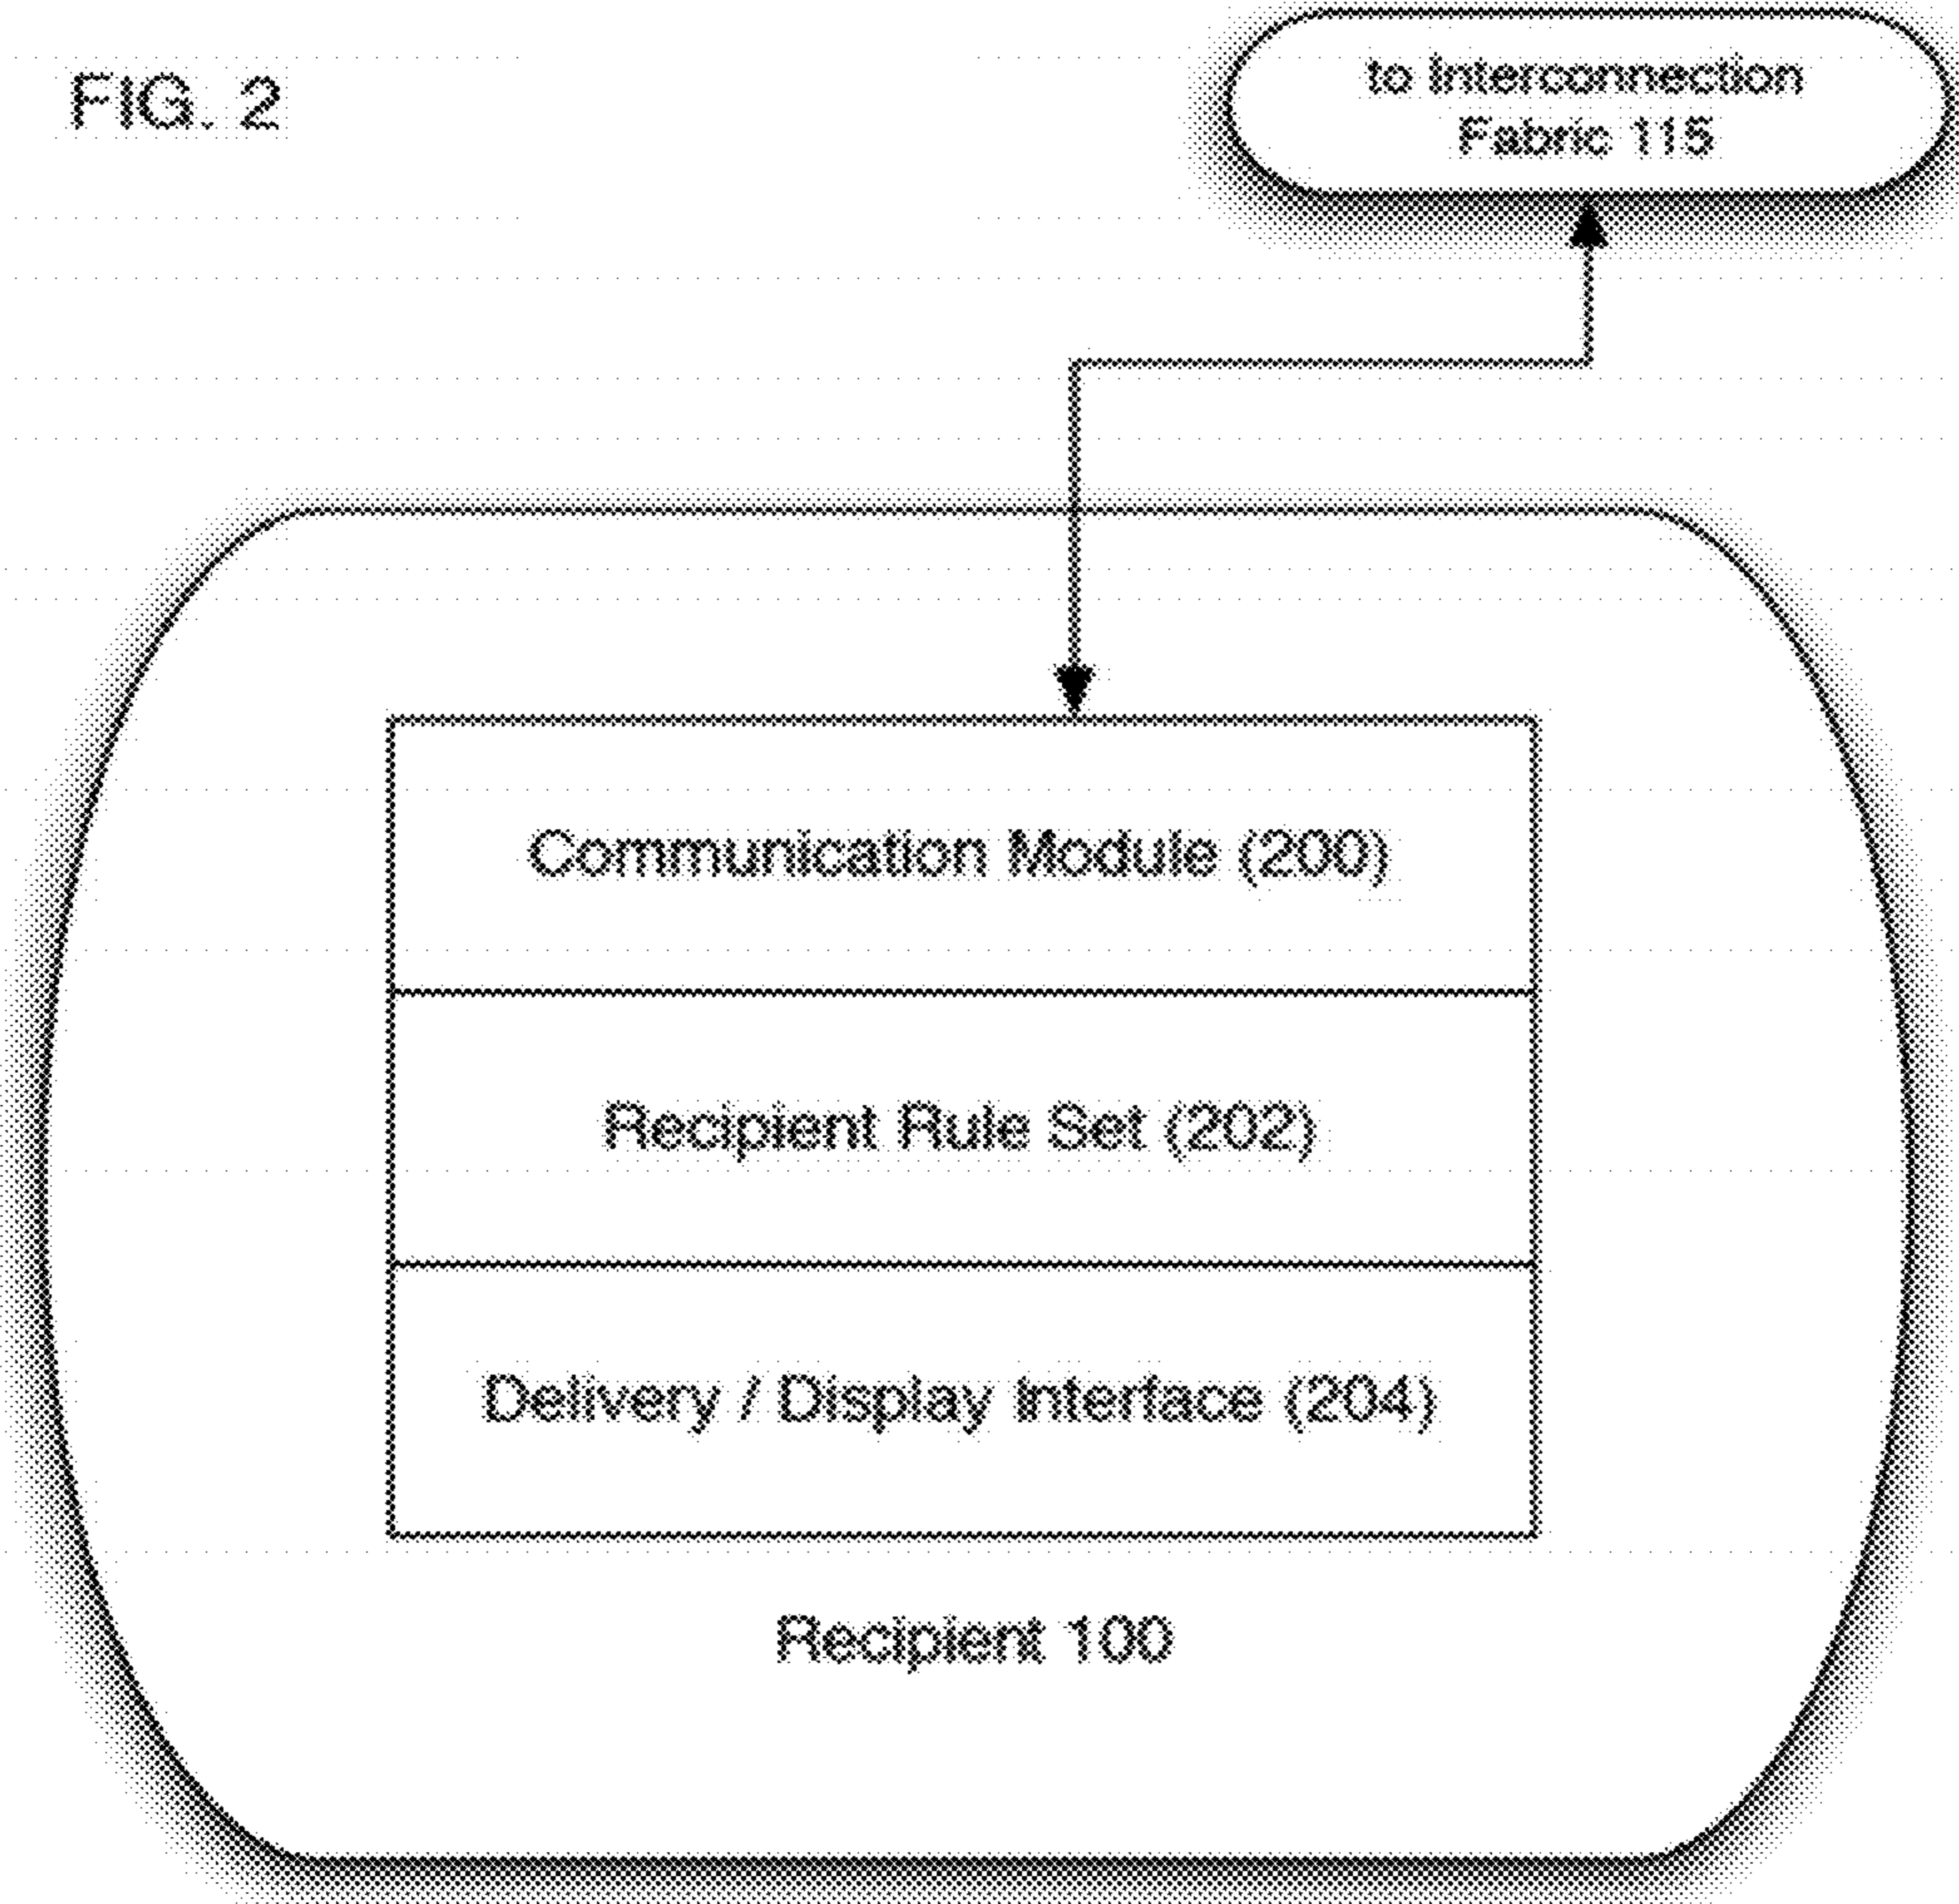 FIG. 2
to Interconnection
Fabric 115
Communication Module (200)
Recipient Rule Set (202)
Delivery / Display Interface (204)
Recipient 100